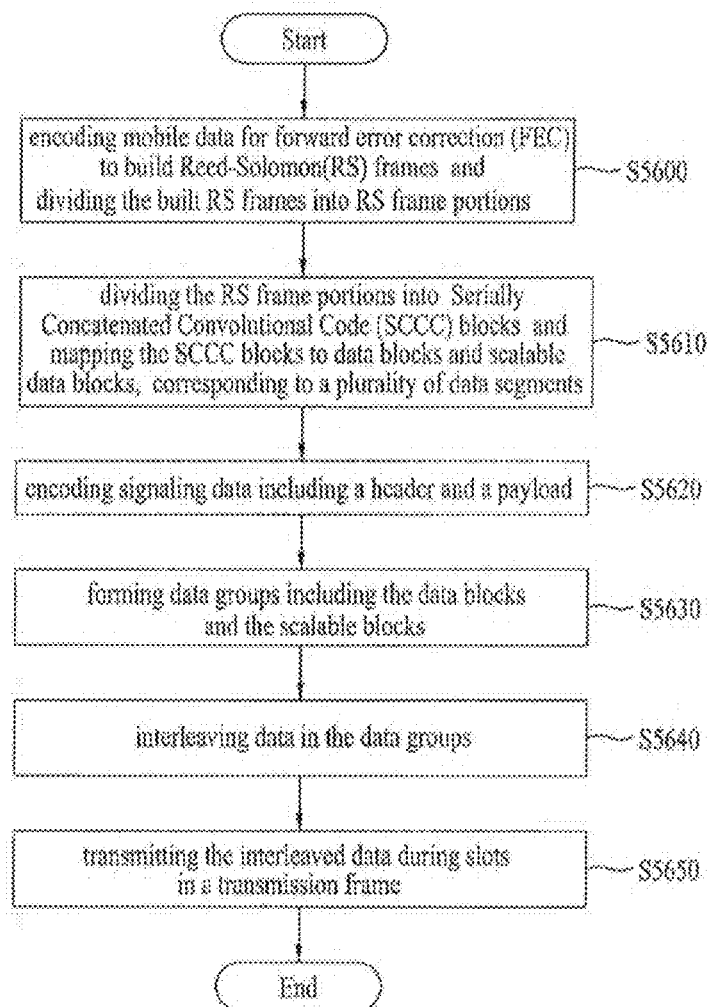 Start
encoding mobile data for forward error correction (FEC)
to build Reed-Solomon(RS) frames and
dividing the built RS frames into RS frame portions
S5600
dividing the RS frame portions into Serially
Concatenated Convolutional Code (SCCC) blocks and
mapping the SCCC blocks to data blocks and scalable
data blocks, corresponding to a plurality of data segments
S5610
encoding signaling data including a header and a payload
S5620
forming data groups including the data blocks
and the scalable blocks
S5630
interleaving data in the data groups
S5640
transmitting the interleaved data during slots
in a transmission frame
S5650
End